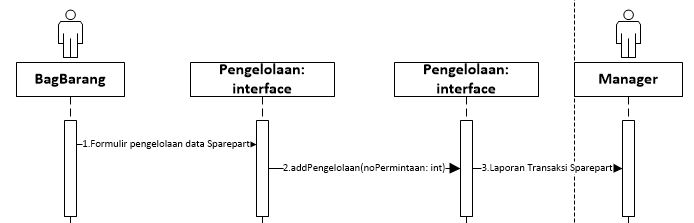 BagBarang
Pengelolaan:
interface
Pengelolaan:
interface
Manager
1.Formulir pengelolaan data Sparepart
2.addPengelolaan(noPermintaan: int)
3.Laporan Transaksi Sparepart